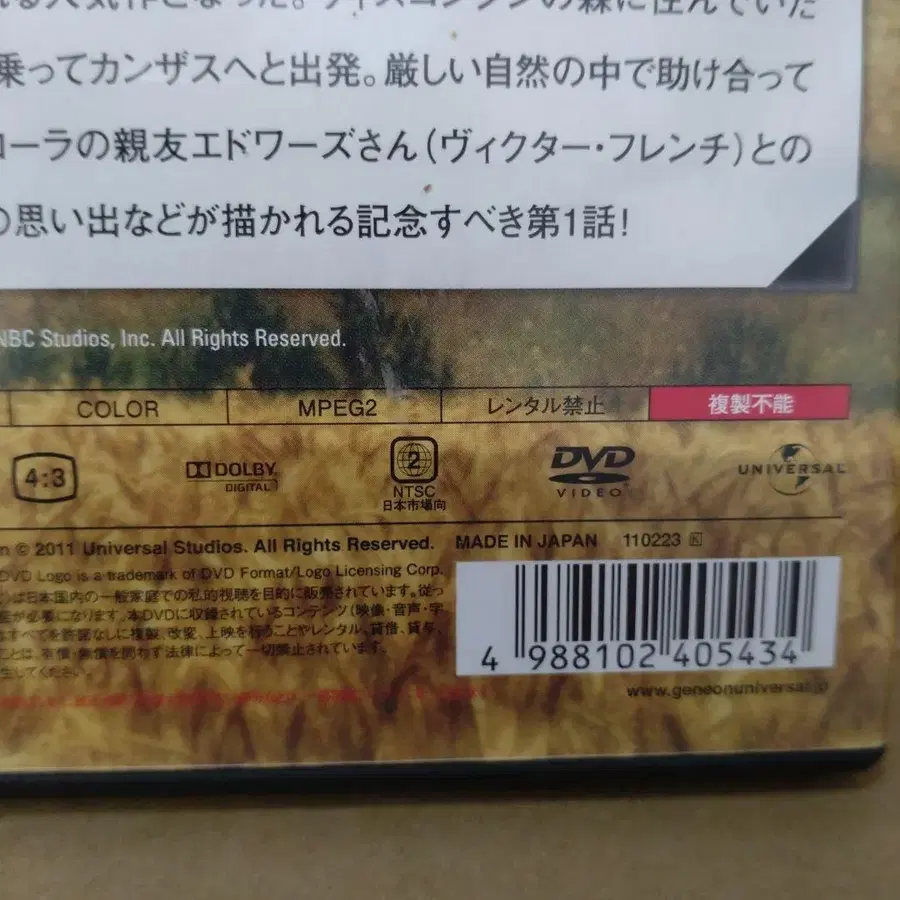 人気作となった。ウィスコンシンの森に住んでいた
乗ってカンザスへと出発。厳しい自然の中で助け合って
ローラの親友エドワーズさん(ヴィクター・フレンチ)との
の思い出などが描かれる記念すべき第1話!
NBC Studios, Inc. All Rights Reserved.
COLOR MPEG2 レンタル禁止 複製不能
4:3 DOLBY DIGITAL 2 NTSC 日本市場向 DVD VIDEO UNIVERSAL
© 2011 Universal Studios. All Rights Reserved. MADE IN JAPAN 110223 K
DVD Logo is a trademark of DVD Format/Logo Licensing Corp.
は日本国内の一般家庭での私的視聴を目的に販売されています。従っ
が必要になります。本DVDに収録されているコンテンツ(映像・音声・字
すべてを許諾なしに複製、改変、上映を行うことやレンタル、貸借、貸与、
とは、有償・無償を問わず法律によって一切禁止されています。
生してください。
4 988102 405434
www.geneonuniversal.jp